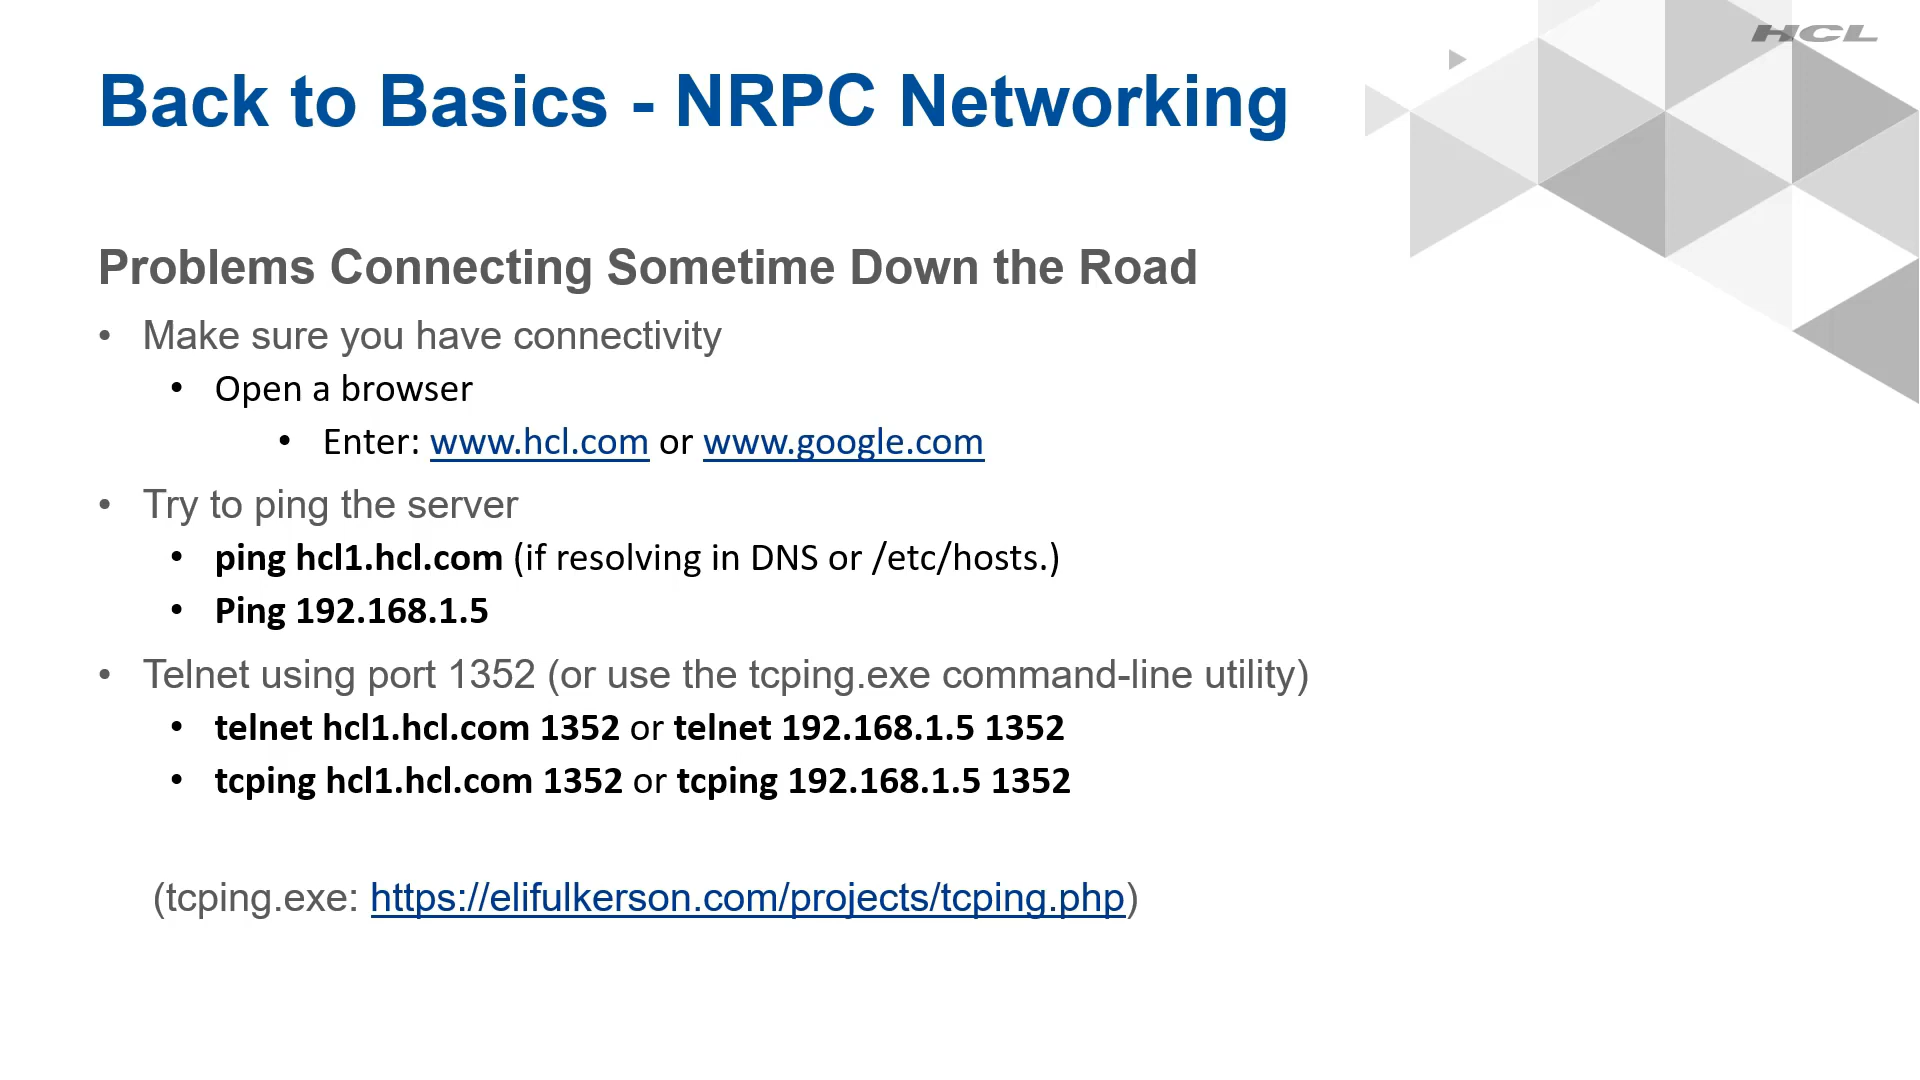 HCL
Back to Basics - NRPC Networking
Problems Connecting Sometime Down the Road
• Make sure you have connectivity
• Open a browser
• Enter: www.hcl.com or www.google.com
• Try to ping the server
• ping hcl1.hcl.com (if resolving in DNS or /etc/hosts.)
• Ping 192.168.1.5
• Telnet using port 1352 (or use the tcping.exe command-line utility)
• telnet hcl1.hcl.com 1352 or telnet 192.168.1.5 1352
• tcping hcl1.hcl.com 1352 or tcping 192.168.1.5 1352
(tcping.exe: https://elifulkerson.com/projects/tcping.php)